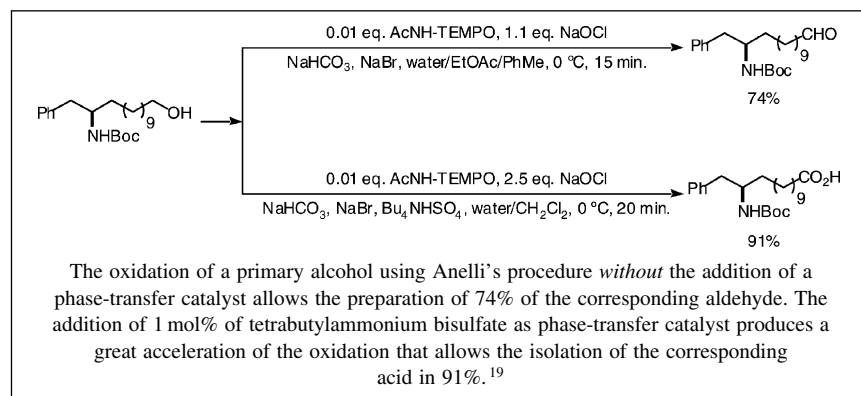 0.01 eq. AcNH-TEMPO, 1.1 eq. NaOCl
NaHCO₃, NaBr, water/EtOAc/PhMe, 0 ºC, 15 min.
Ph ( )₉ CHO
NHBoc
74%
Ph ( )₉ OH
NHBoc
0.01 eq. AcNH-TEMPO, 2.5 eq. NaOCl
NaHCO₃, NaBr, Bu₄NHSO₄, water/CH₂Cl₂, 0 ºC, 20 min.
Ph ( )₉ CO₂H
NHBoc
91%
The oxidation of a primary alcohol using Anelli’s procedure without the addition of a
phase-transfer catalyst allows the preparation of 74% of the corresponding aldehyde. The
addition of 1 mol% of tetrabutylammonium bisulfate as phase-transfer catalyst produces a
great acceleration of the oxidation that allows the isolation of the corresponding
acid in 91%.¹⁹